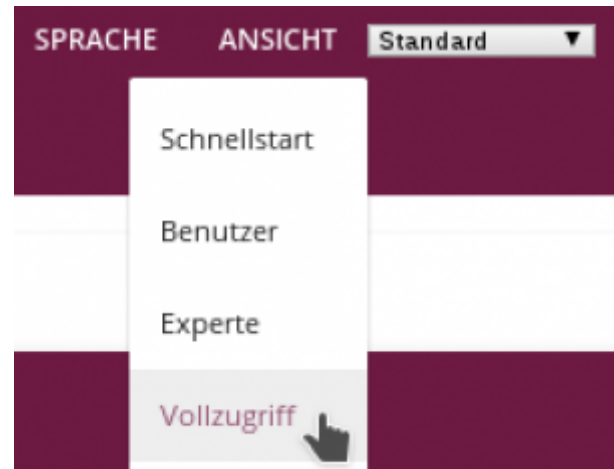 SPRACHE ANSICHT Standard
Schnellstart
Benutzer
Experte
Vollzugriff